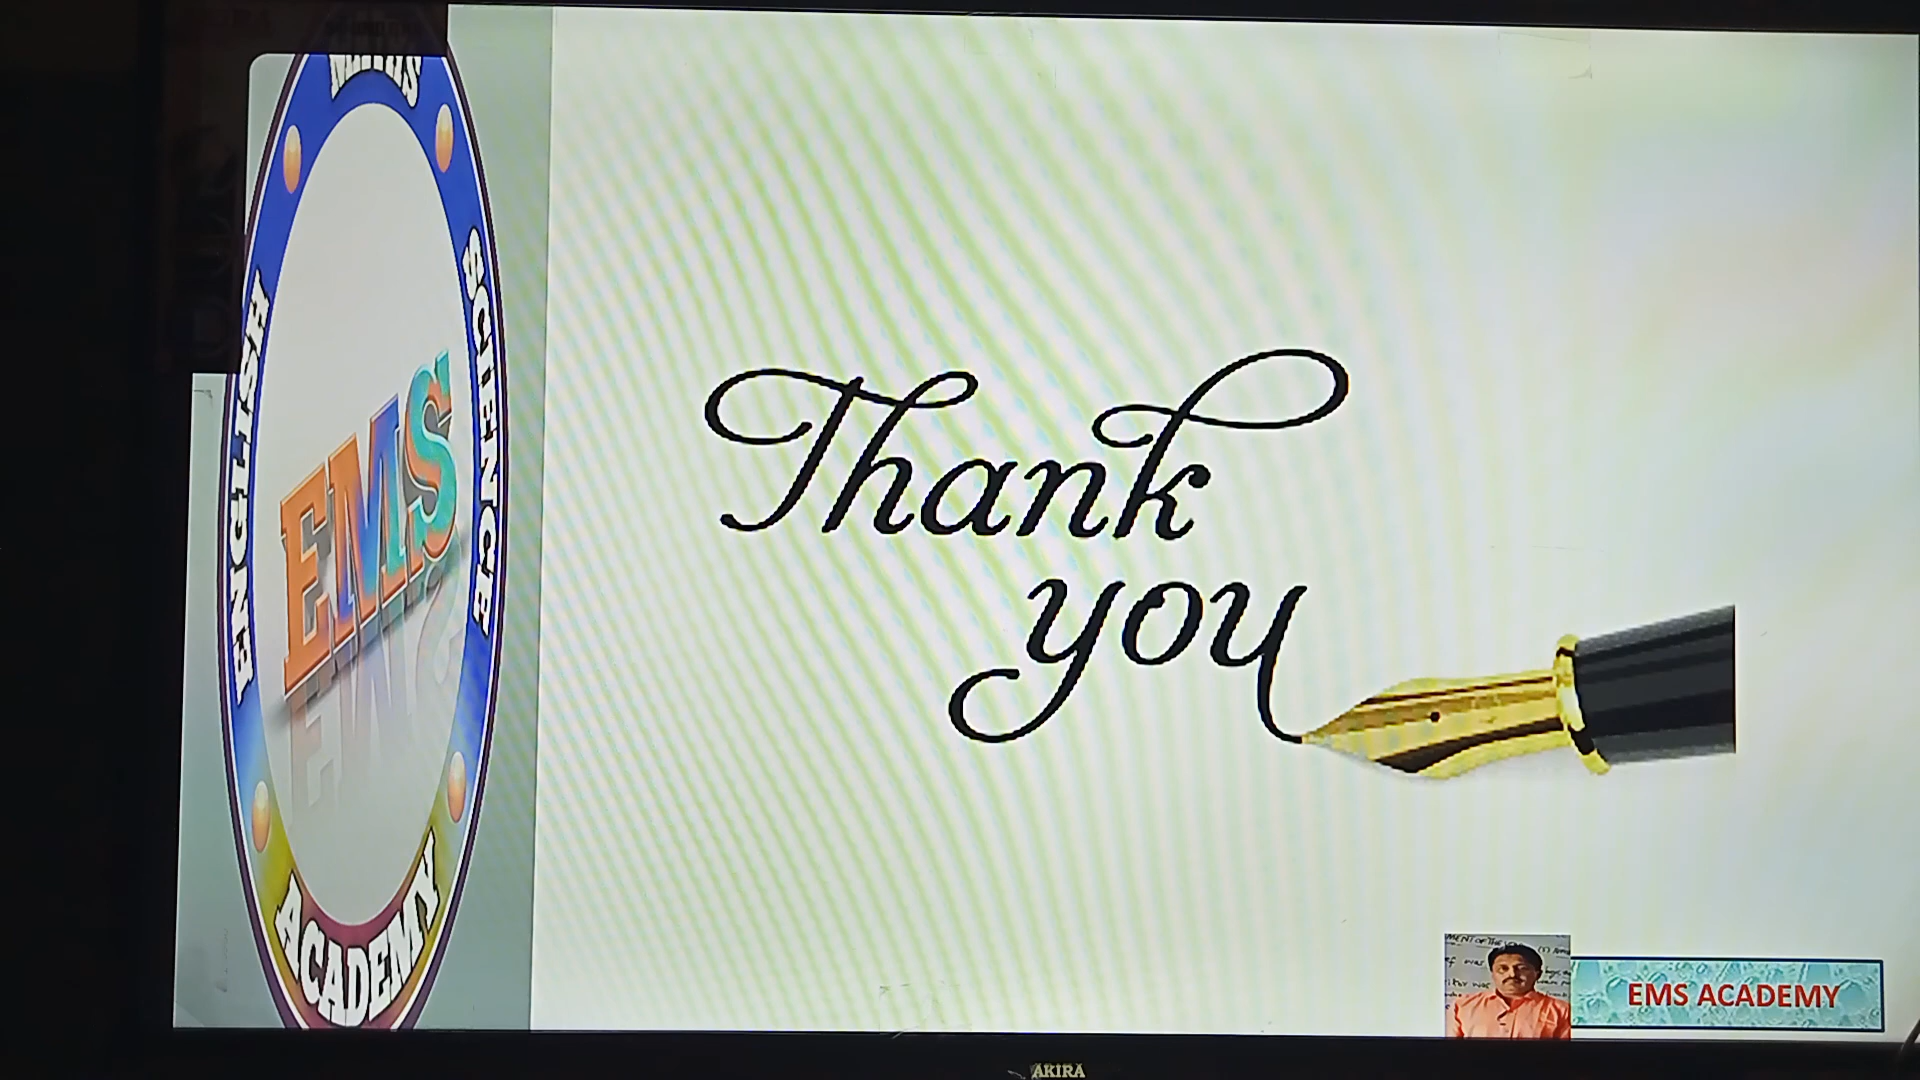 MATHS
ENGLISH
SCIENCE
EMS
ACADEMY
Thank
you
EMS ACADEMY
AKIRA